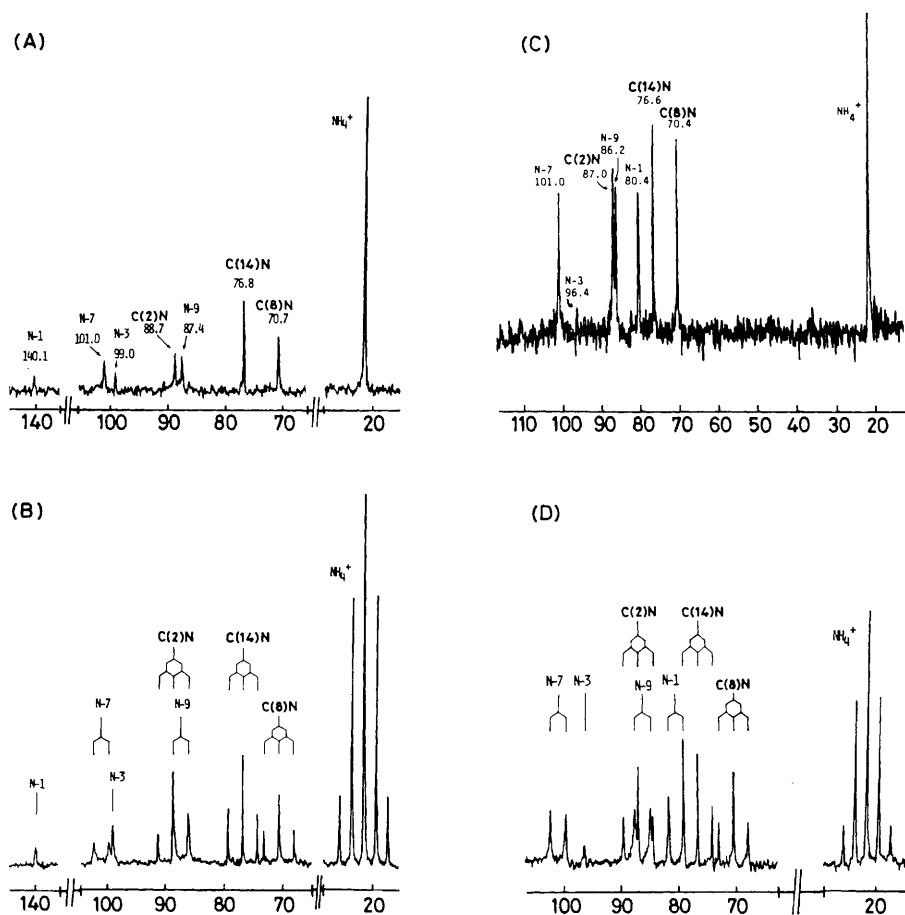 (A)
NH4+
C(14)N
76.8
C(8)N
70.7
N-7
101.0
C(2)N
88.7
N-9
87.4
N-3
99.0
N-1
140.1
140 100 90 80 70 20
(C)
C(14)N
76.6
C(8)N
70.4
NH4+
N-9
86.2
C(2)N
87.0
N-1
80.4
N-7
101.0
N-3
96.4
110 100 90 80 70 60 50 40 30 20
(B)
NH4+
C(2)N
C(14)N
N-7
N-9
C(8)N
N-1
N-3
140 100 90 80 70 20
(D)
C(2)N
C(14)N
NH4+
N-7
N-3
N-9
N-1
C(8)N
100 90 80 70 20